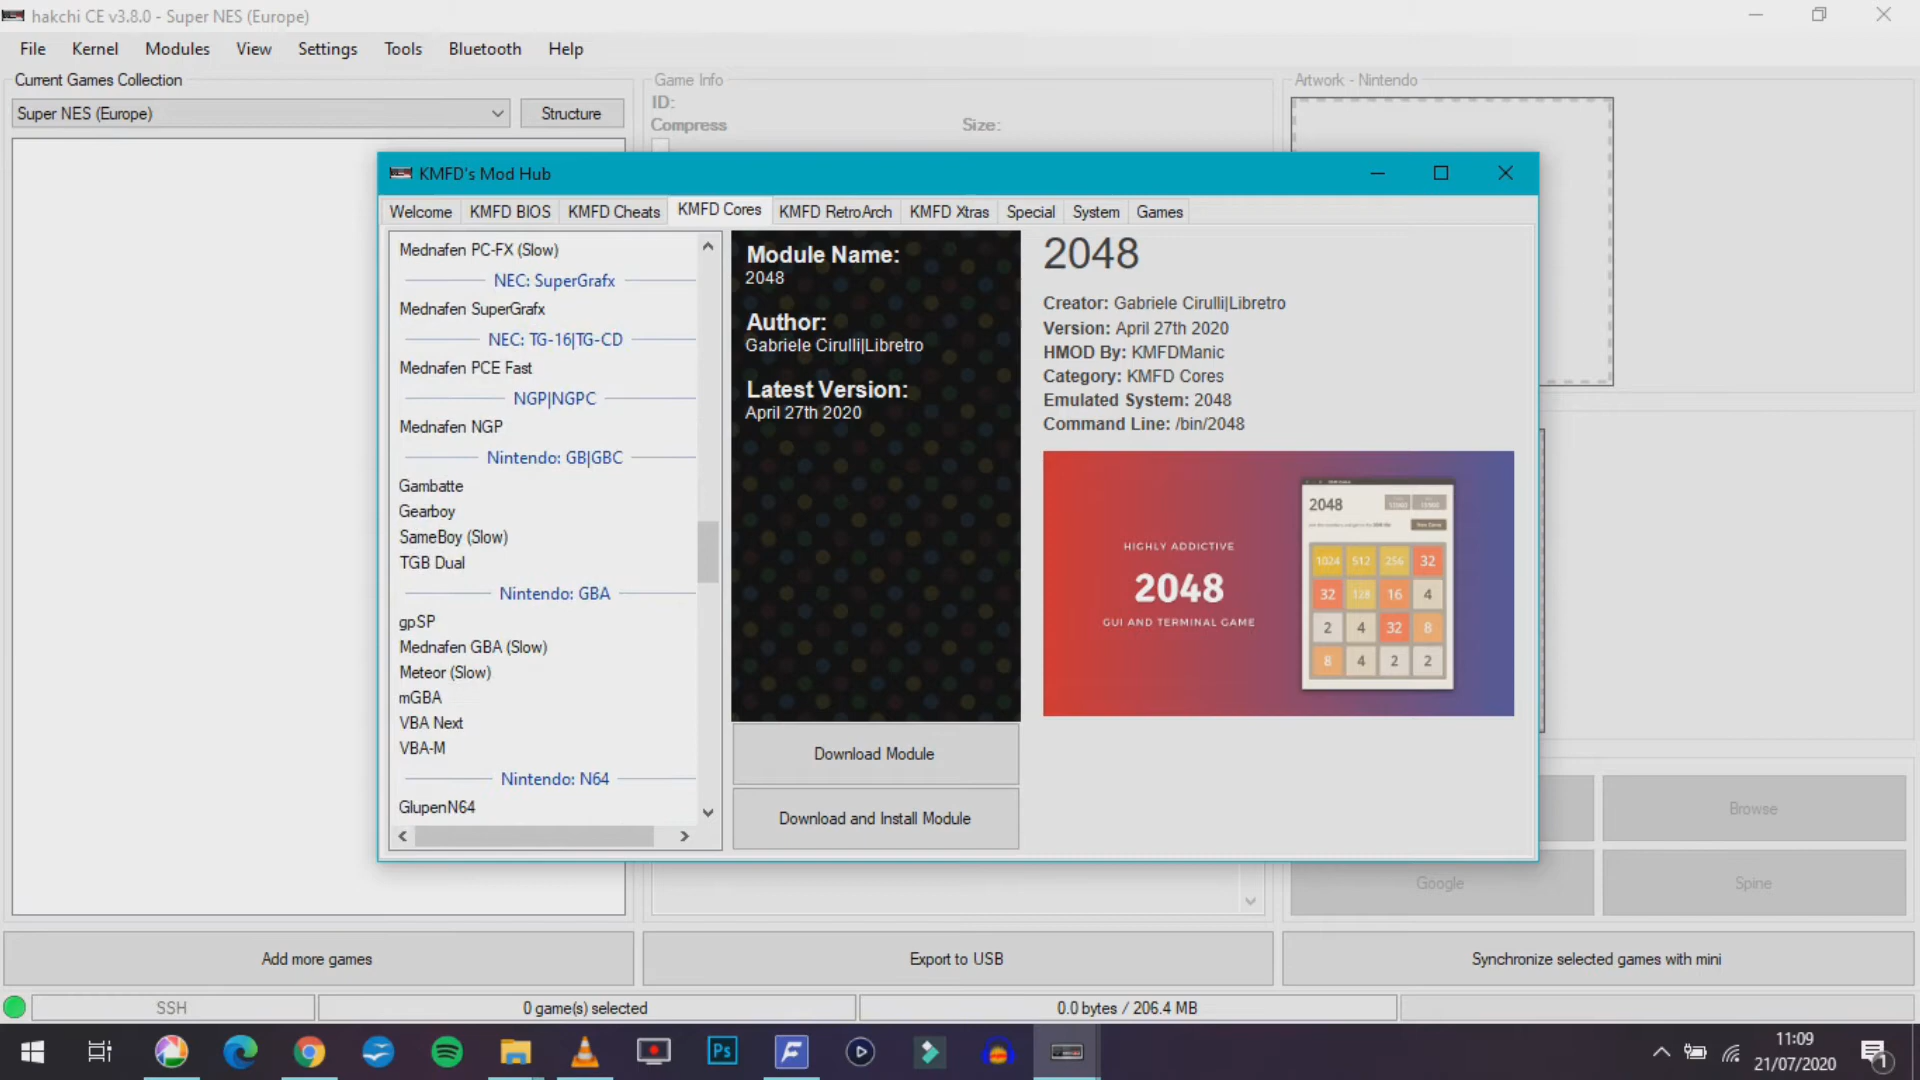 hakchi CE v3.8.0 - Super NES (Europe)
File Kernel Modules View Settings Tools Bluetooth Help
Current Games Collection
Super NES (Europe)
Structure
Game Info
ID:
Compress
Size:
Artwork - Nintendo
KMFD's Mod Hub
Welcome KMFD BIOS KMFD Cheats KMFD Cores KMFD RetroArch KMFD Xtras Special System Games
Mednafen PC-FX (Slow)
NEC: SuperGrafx
Mednafen SuperGrafx
NEC: TG-16|TG-CD
Mednafen PCE Fast
NGP|NGPC
Mednafen NGP
Nintendo: GB|GBC
Gambatte
Gearboy
SameBoy (Slow)
TGB Dual
Nintendo: GBA
gpSP
Mednafen GBA (Slow)
Meteor (Slow)
mGBA
VBA Next
VBA-M
Nintendo: N64
GlupenN64
Module Name:
2048
Author:
Gabriele Cirulli|Libretro
Latest Version:
April 27th 2020
Download Module
Download and Install Module
2048
Creator: Gabriele Cirulli|Libretro
Version: April 27th 2020
HMOD By: KMFDManic
Category: KMFD Cores
Emulated System: 2048
Command Line: /bin/2048
HIGHLY ADDICTIVE
2048
GUI AND TERMINAL GAME
2048
1024 512 256 32
32 128 16 4
2 4 32 8
8 4 2 2
Browse
Google
Spine
Add more games
Export to USB
Synchronize selected games with mini
SSH
0 game(s) selected
0.0 bytes / 206.4 MB
Ps
11:09
21/07/2020
1